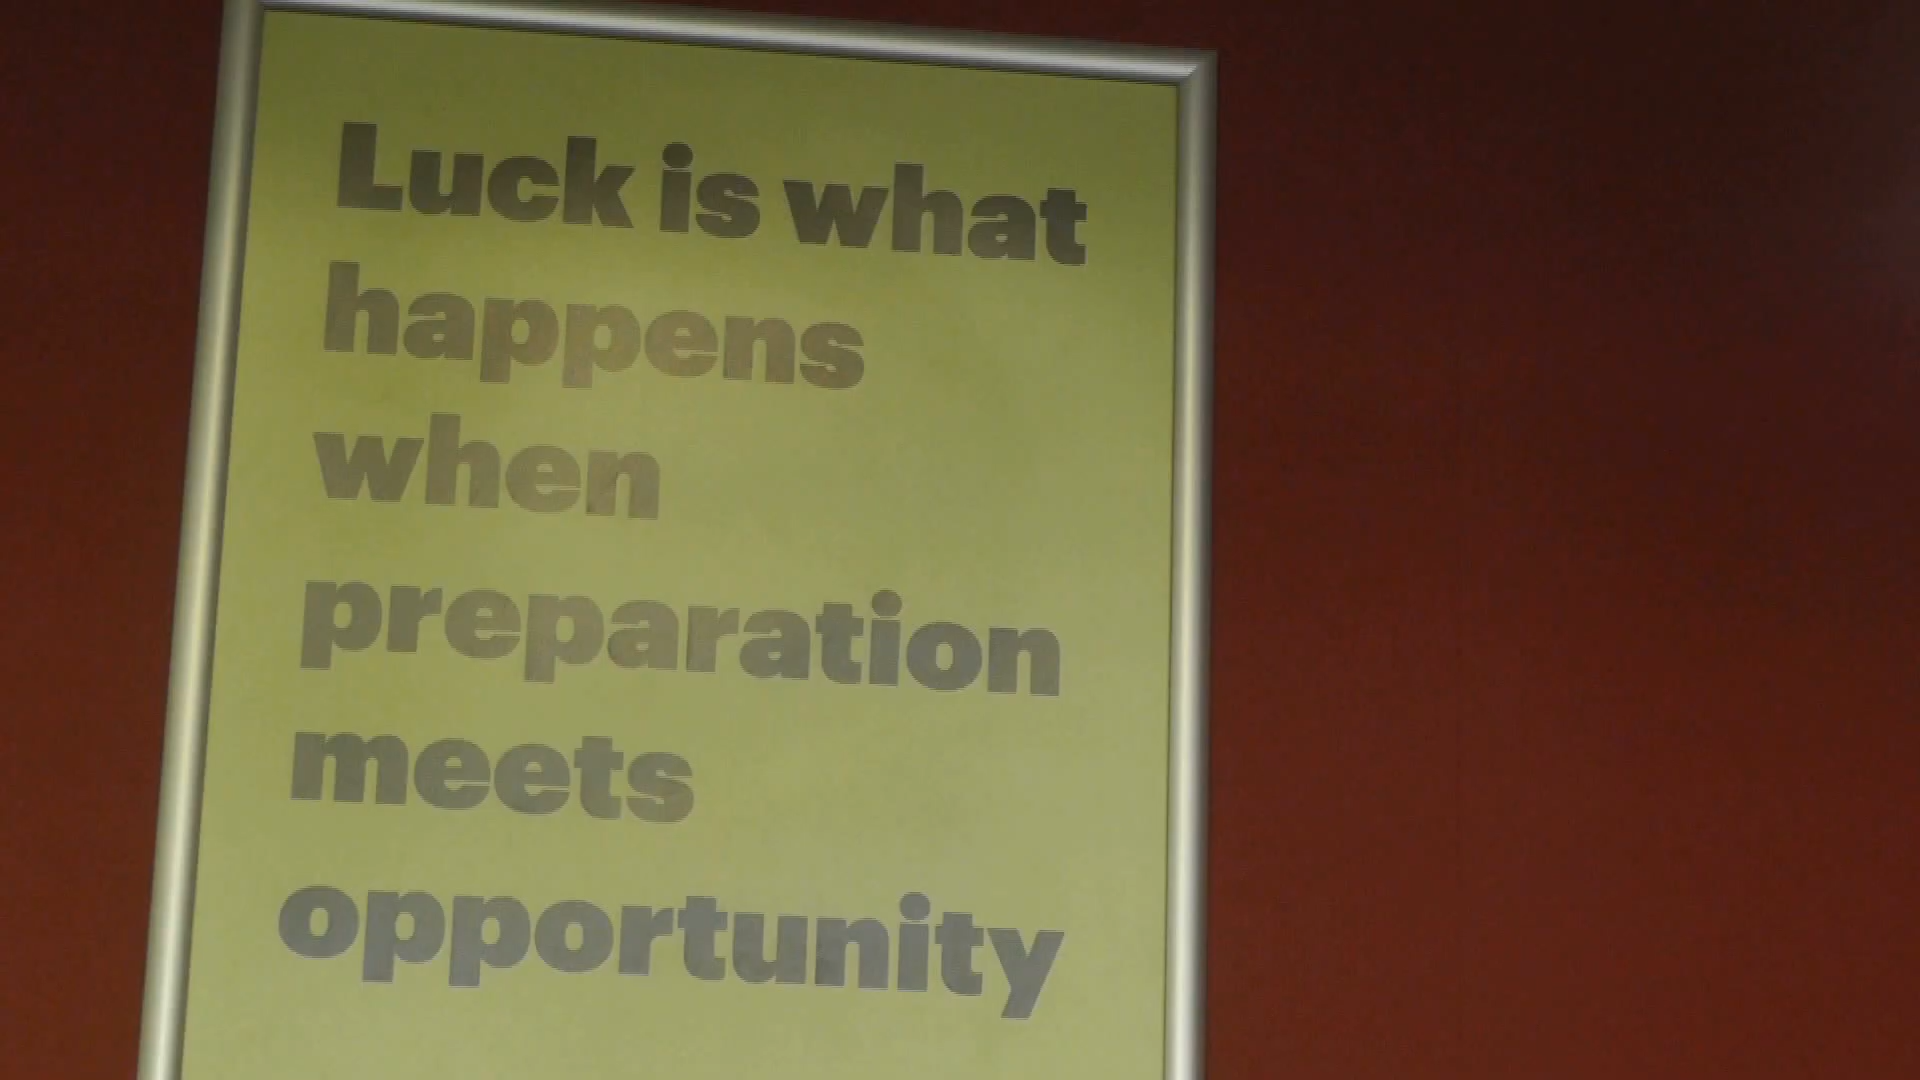 Luck is what
happens
when
preparation
meets
opportunity